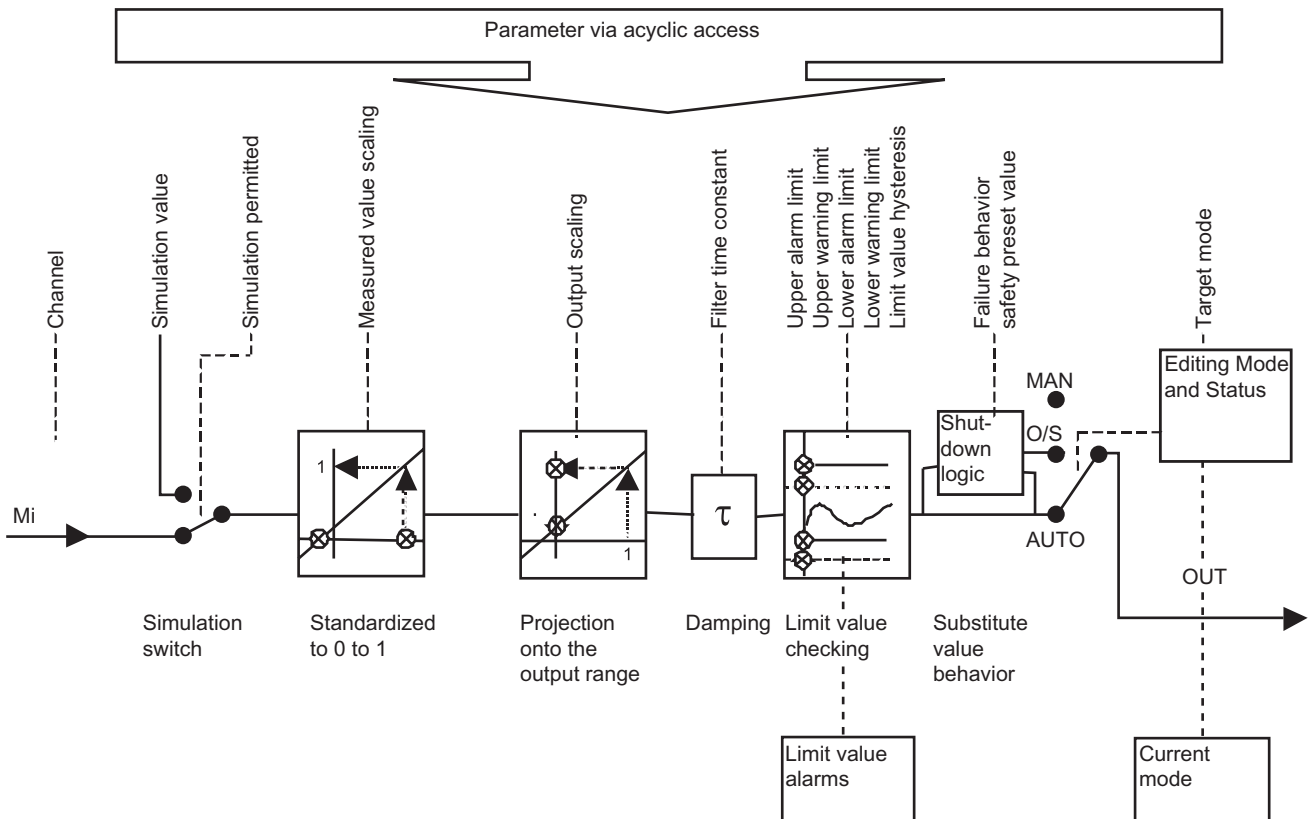 Parameter via acyclic access
Channel
Simulation value
Simulation permitted
Measured value scaling
Output scaling
Filter time constant
Upper alarm limit
Upper warning limit
Lower alarm limit
Lower warning limit
Limit value hysteresis
Failure behavior
safety preset value
Target mode
Editing Mode
and Status
MAN
Shut-
down
logic
O/S
1
1
Mi
τ
AUTO
OUT
Simulation
switch
Standardized
to 0 to 1
Projection
onto the
output range
Damping
Limit value
checking
Substitute
value
behavior
Limit value
alarms
Current
mode